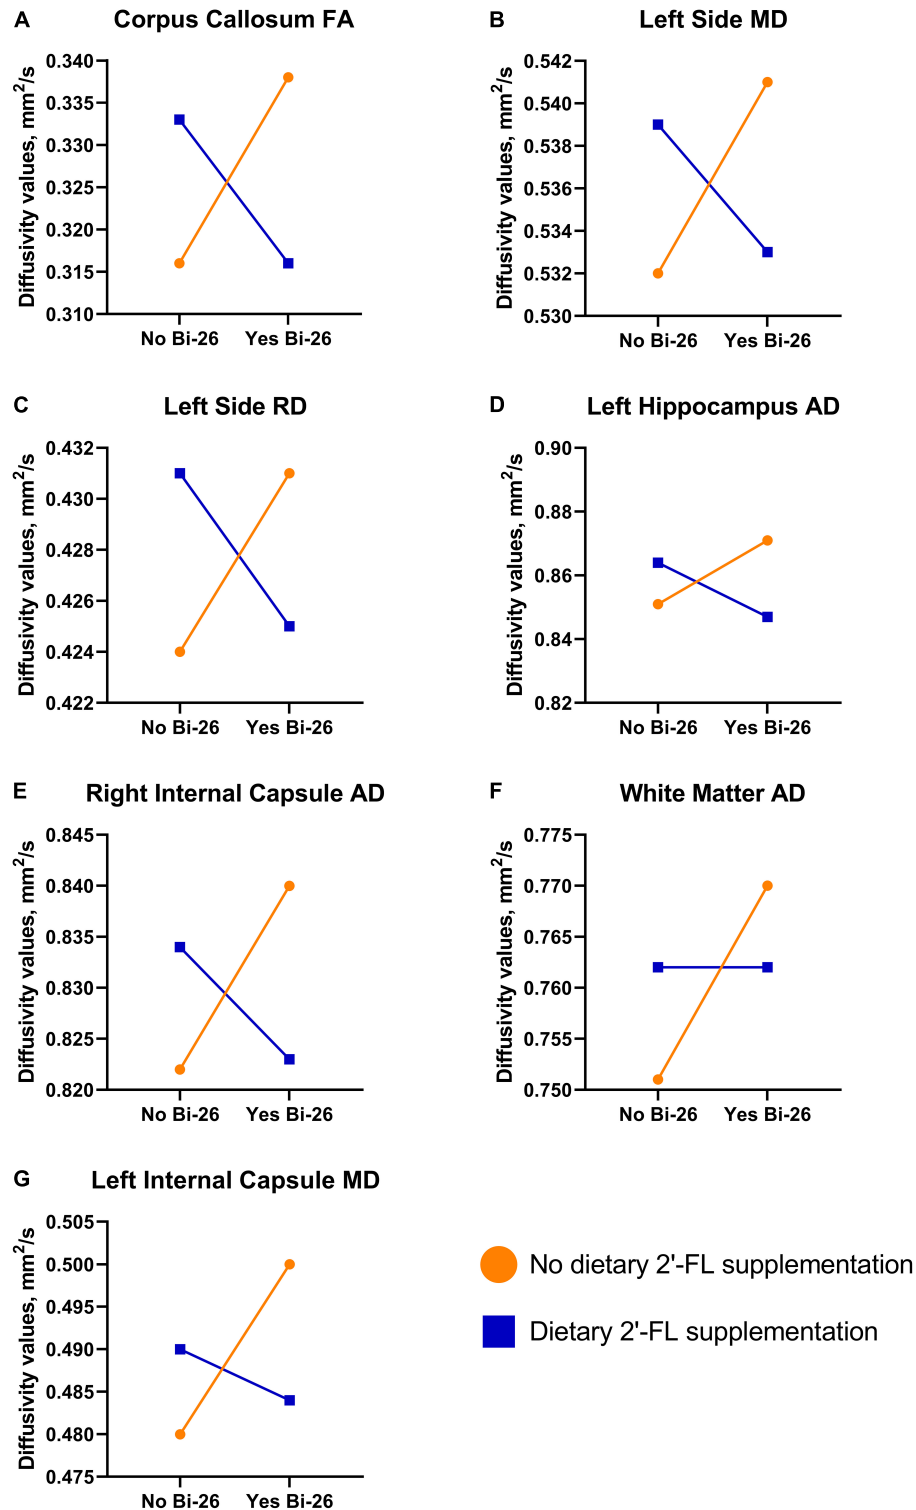 A
Corpus Callosum FA
Diffusivity values, mm²/s
0.340
0.335
0.330
0.325
0.320
0.315
0.310
No Bi-26
Yes Bi-26
B
Left Side MD
Diffusivity values, mm²/s
0.542
0.540
0.538
0.536
0.534
0.532
0.530
No Bi-26
Yes Bi-26
C
Left Side RD
Diffusivity values, mm²/s
0.432
0.430
0.428
0.426
0.424
0.422
No Bi-26
Yes Bi-26
D
Left Hippocampus AD
Diffusivity values, mm²/s
0.90
0.88
0.86
0.84
0.82
No Bi-26
Yes Bi-26
E
Right Internal Capsule AD
Diffusivity values, mm²/s
0.845
0.840
0.835
0.830
0.825
0.820
No Bi-26
Yes Bi-26
F
White Matter AD
Diffusivity values, mm²/s
0.775
0.770
0.765
0.760
0.755
0.750
No Bi-26
Yes Bi-26
G
Left Internal Capsule MD
Diffusivity values, mm²/s
0.505
0.500
0.495
0.490
0.485
0.480
0.475
No Bi-26
Yes Bi-26
No dietary 2'-FL supplementation
Dietary 2'-FL supplementation